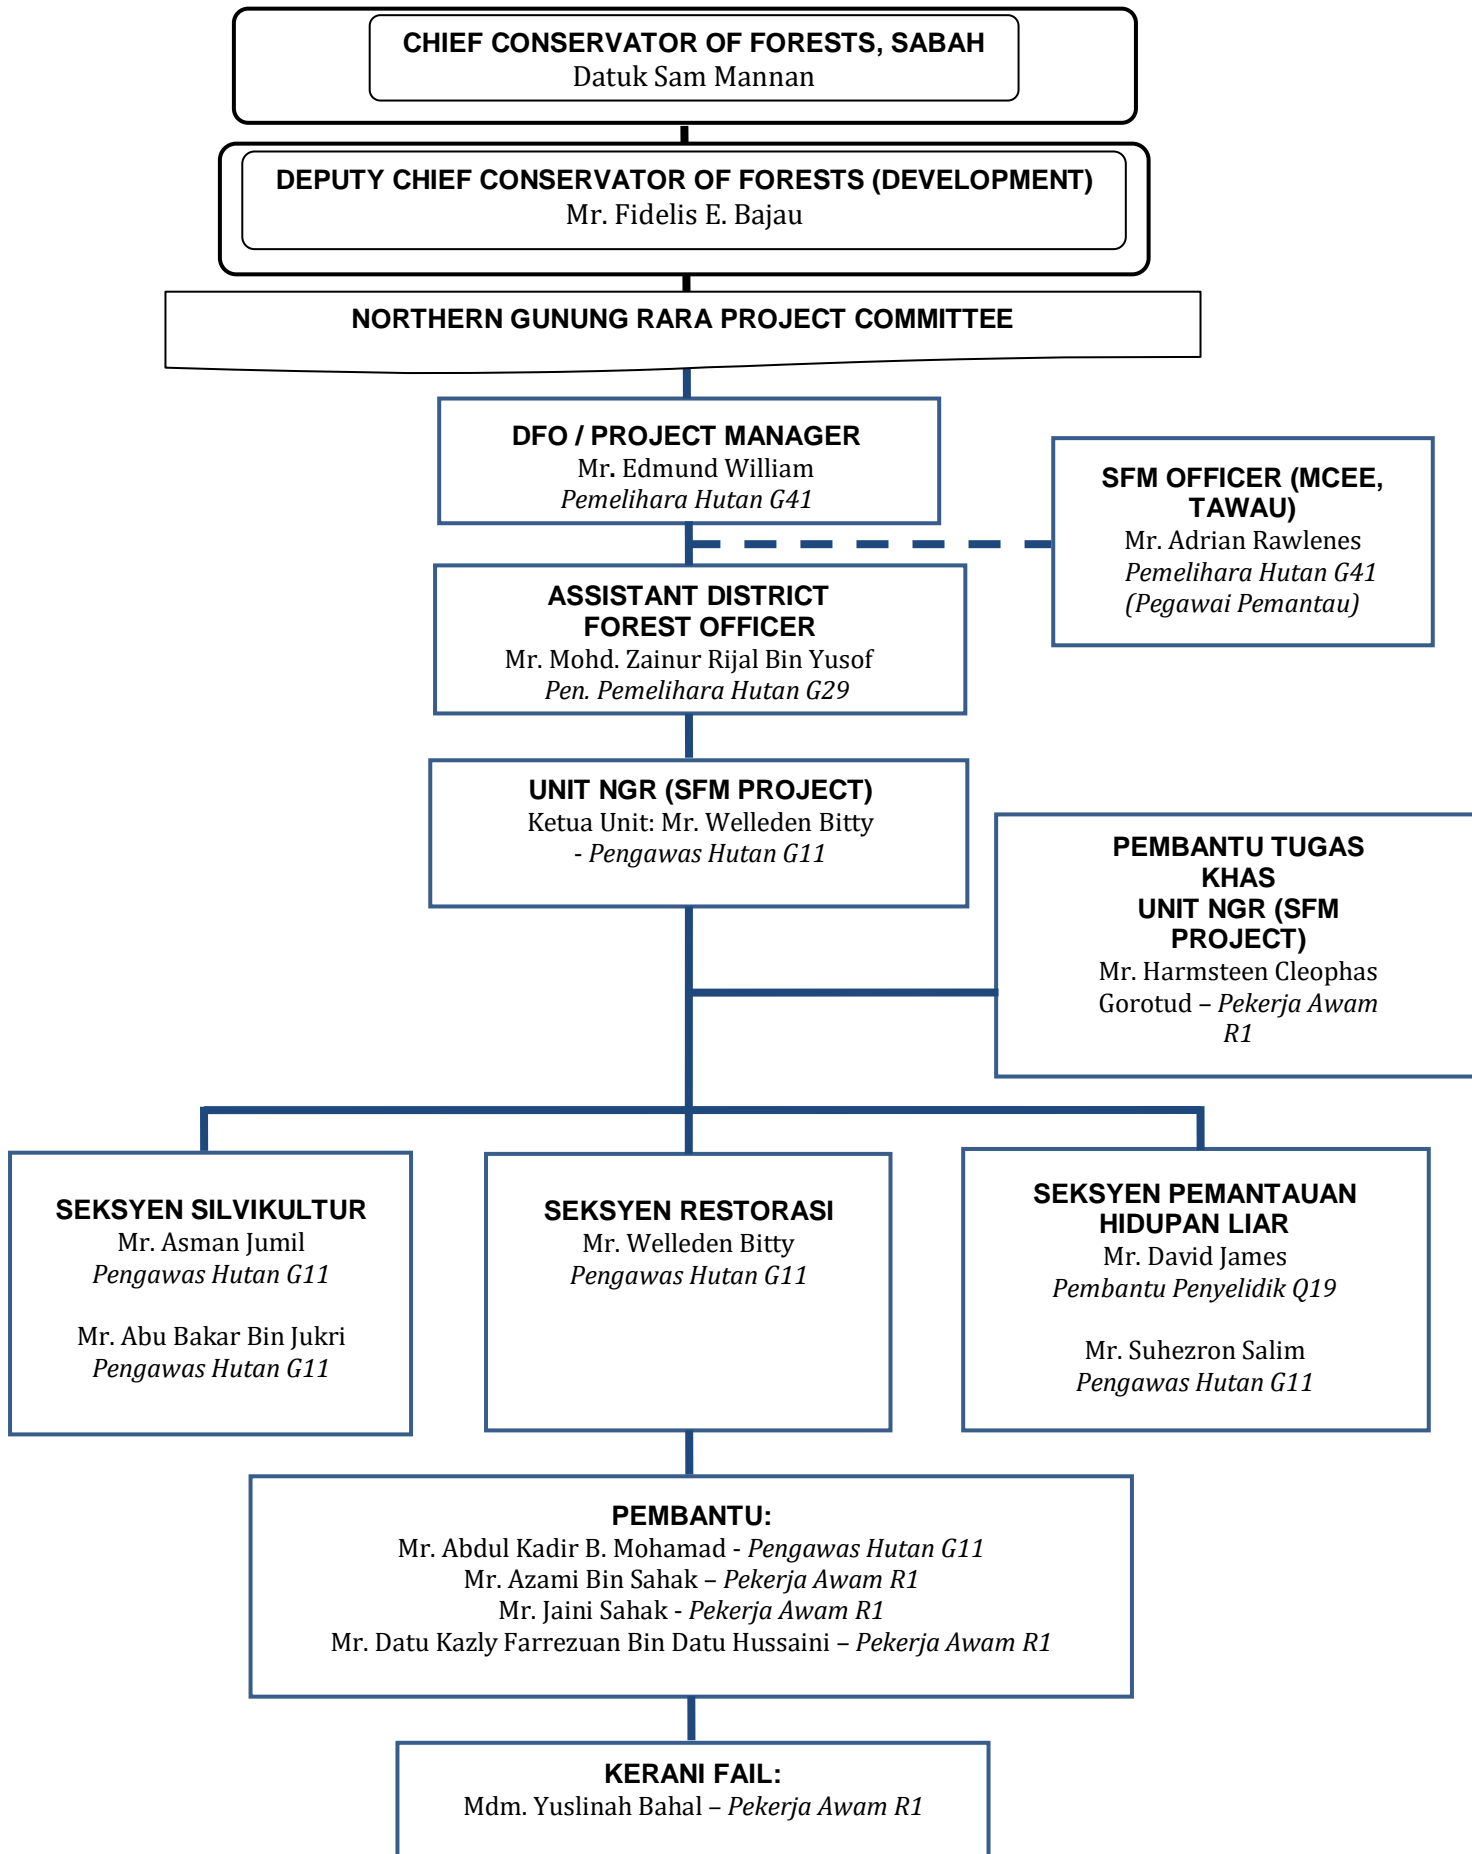 CHIEF CONSERVATOR OF FORESTS, SABAH
Datuk Sam Mannan
DEPUTY CHIEF CONSERVATOR OF FORESTS (DEVELOPMENT)
Mr. Fidelis E. Bajau
NORTHERN GUNUNG RARA PROJECT COMMITTEE
DFO / PROJECT MANAGER
Mr. Edmund William
Pemelihara Hutan G41
SFM OFFICER (MCEE,
TAWAU)
Mr. Adrian Rawlenes
Pemelihara Hutan G41
(Pegawai Pemantau)
ASSISTANT DISTRICT
FOREST OFFICER
Mr. Mohd. Zainur Rijal Bin Yusof
Pen. Pemelihara Hutan G29
UNIT NGR (SFM PROJECT)
Ketua Unit: Mr. Welleden Bitty
- Pengawas Hutan G11
PEMBANTU TUGAS
KHAS
UNIT NGR (SFM
PROJECT)
Mr. Harmsteen Cleophas
Gorotud – Pekerja Awam
R1
SEKSYEN SILVIKULTUR
Mr. Asman Jumil
Pengawas Hutan G11
Mr. Abu Bakar Bin Jukri
Pengawas Hutan G11
SEKSYEN RESTORASI
Mr. Welleden Bitty
Pengawas Hutan G11
SEKSYEN PEMANTAUAN
HIDUPAN LIAR
Mr. David James
Pembantu Penyelidik Q19
Mr. Suhezron Salim
Pengawas Hutan G11
PEMBANTU:
Mr. Abdul Kadir B. Mohamad - Pengawas Hutan G11
Mr. Azami Bin Sahak – Pekerja Awam R1
Mr. Jaini Sahak - Pekerja Awam R1
Mr. Datu Kazly Farrezuan Bin Datu Hussaini – Pekerja Awam R1
KERANI FAIL:
Mdm. Yuslinah Bahal – Pekerja Awam R1